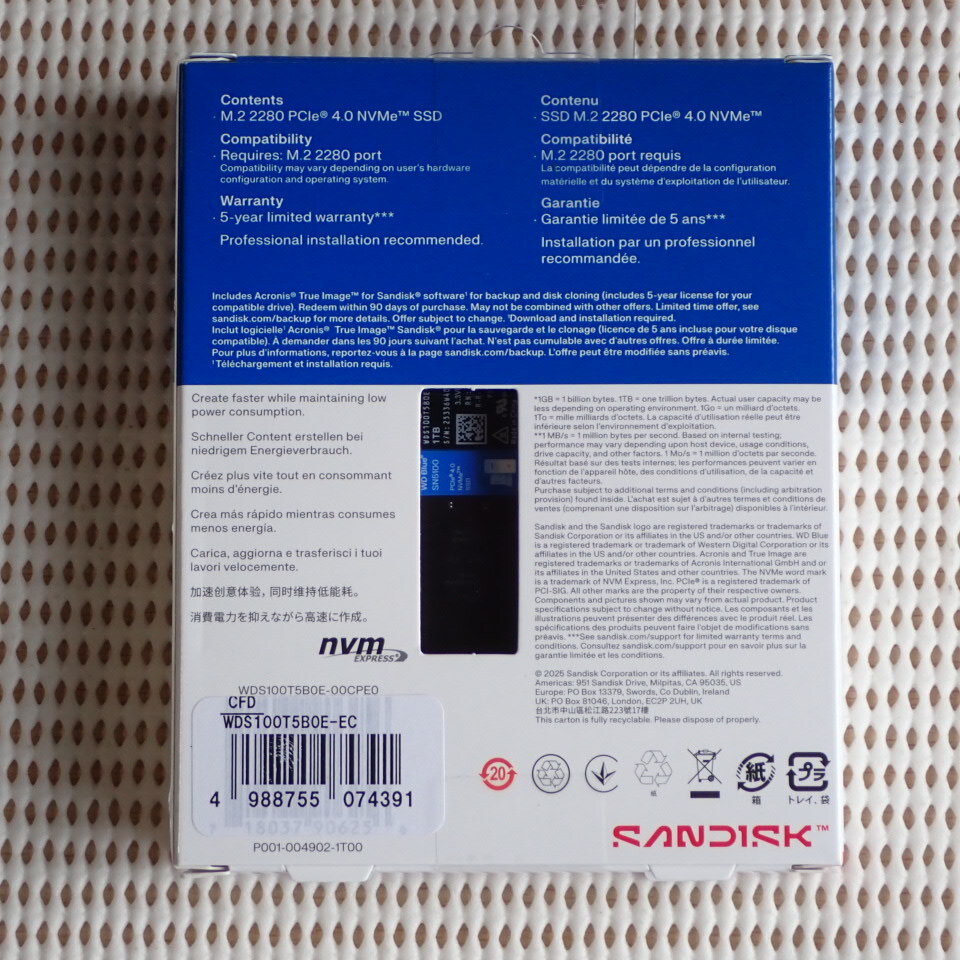 Contents
· M.2 2280 PCIe® 4.0 NVMe™ SSD
Compatibility
· Requires: M.2 2280 port
Compatibility may vary depending on user's hardware
configuration and operating system.
Warranty
· 5-year limited warranty***
Professional installation recommended.
Contenu
· SSD M.2 2280 PCIe® 4.0 NVMe™
Compatibilité
· M.2 2280 port requis
La compatibilité peut dépendre de la configuration
matérielle et du système d'exploitation de l'utilisateur.
Garantie
· Garantie limitée de 5 ans***
Installation par un professionnel
recommandée.
Includes Acronis® True Image™ for Sandisk® software¹ for backup and disk cloning (includes 5-year license for your
compatible drive). Redeem within 90 days of purchase. May not be combined with other offers. Limited time offer, see
sandisk.com/backup for more details. Offer subject to change. ¹Download and installation required.
Inclut logicielle¹ Acronis® True Image™ Sandisk® pour la sauvegarde et le clonage (licence de 5 ans incluse pour votre disque
compatible). À demander dans les 90 jours suivant l'achat. N'est pas cumulable avec d'autres offres. Offre à durée limitée.
Pour plus d'informations, reportez-vous à la page sandisk.com/backup. L'offre peut être modifiée sans préavis.
¹Téléchargement et installation requis.
Create faster while maintaining low
power consumption.
Schneller Content erstellen bei
niedrigem Energieverbrauch.
Créez plus vite tout en consommant
moins d'énergie.
Crea más rápido mientras consumes
menos energía.
Carica, aggiorna e trasferisci i tuoi
lavori velocemente.
加速创意体验，同时维持低能耗。
消費電力を抑えながら高速に作成。
nvm
EXPRESS
WDS100T5B0E
1TB
WD Blue®
SN5100
PCIe® 4.0
NVMe™
SSD
*1GB = 1 billion bytes. 1TB = one trillion bytes. Actual user capacity may be
less depending on operating environment. 1Go = un milliard d'octets.
1To = mille milliards d'octets. La capacité d'utilisation réelle peut être
inférieure selon l'environnement d'exploitation.
**1 MB/s = 1 million bytes per second. Based on internal testing;
performance may vary depending upon host device, usage conditions,
drive capacity, and other factors. 1 Mo/s = 1 million d'octets par seconde.
Résultat basé sur des tests internes: les performances peuvent varier en
fonction de l'appareil hôte, des conditions d'utilisation, de la capacité et
d'autres facteurs.
Purchase subject to additional terms and conditions (including arbitration
provision) found inside. L'achat est sujet à d'autres termes et conditions de
ventes (comprenant une disposition sur l'arbitrage) disponibles à l'intérieur.
Sandisk and the Sandisk logo are registered trademarks or trademarks of
Sandisk Corporation or its affiliates in the US and/or other countries. WD Blue
is a registered trademark or trademark of Western Digital Corporation or its
affiliates in the US and/or other countries. Acronis and True Image are
registered trademarks or trademarks of Acronis International GmbH and or
its affiliates in the United States and other countries. The NVMe word mark
is a trademark of NVM Express, Inc. PCIe® is a registered trademark of
PCI-SIG. All other marks are the property of their respective owners.
Components and pictures shown may vary from actual product. Product
specifications subject to change without notice. Les composants et les
illustrations peuvent présenter des différences avec le produit réel. Les
spécifications des produits peuvent faire l'objet de modifications sans
préavis. ***See sandisk.com/support for limited warranty terms and
conditions. Consultez sandisk.com/support pour en savoir plus sur la
garantie limitée et les conditions.
© 2025 Sandisk Corporation or its affiliates. All rights reserved.
Americas: 951 Sandisk Drive, Milpitas, CA 95035, US
Europe: PO Box 13379, Swords, Co Dublin, Ireland
UK: PO Box 81046, London, EC2P 2UH, UK
台北市中山區松江路223號17樓
This carton is fully recyclable. Please dispose of properly.
WDS100T5B0E-00CPE0
CFD
WDS100T5B0E-EC
4 988755 074391
P001-004902-1T00
20
紙
紙
箱
プラ
トレイ、袋
SANDISK™